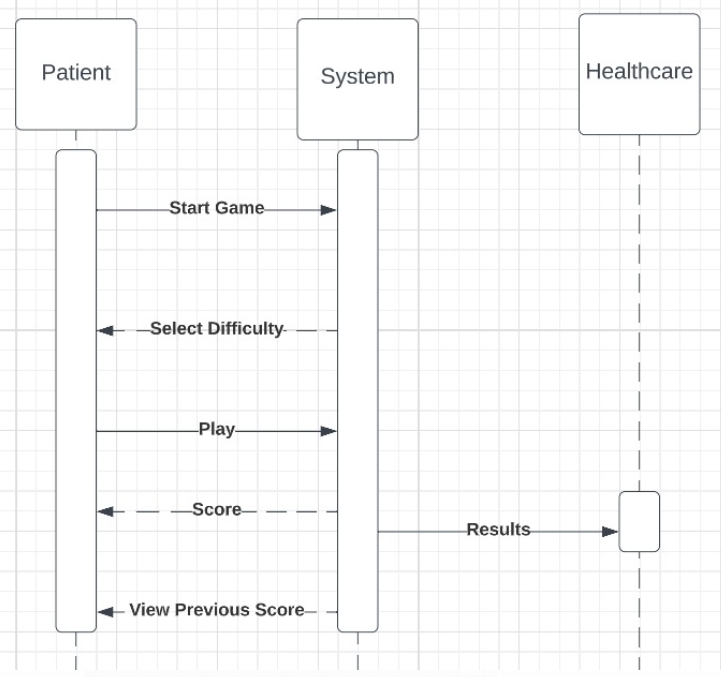 Patient
System
Healthcare
Start Game
Select Difficulty
Play
Score
Results
View Previous Score